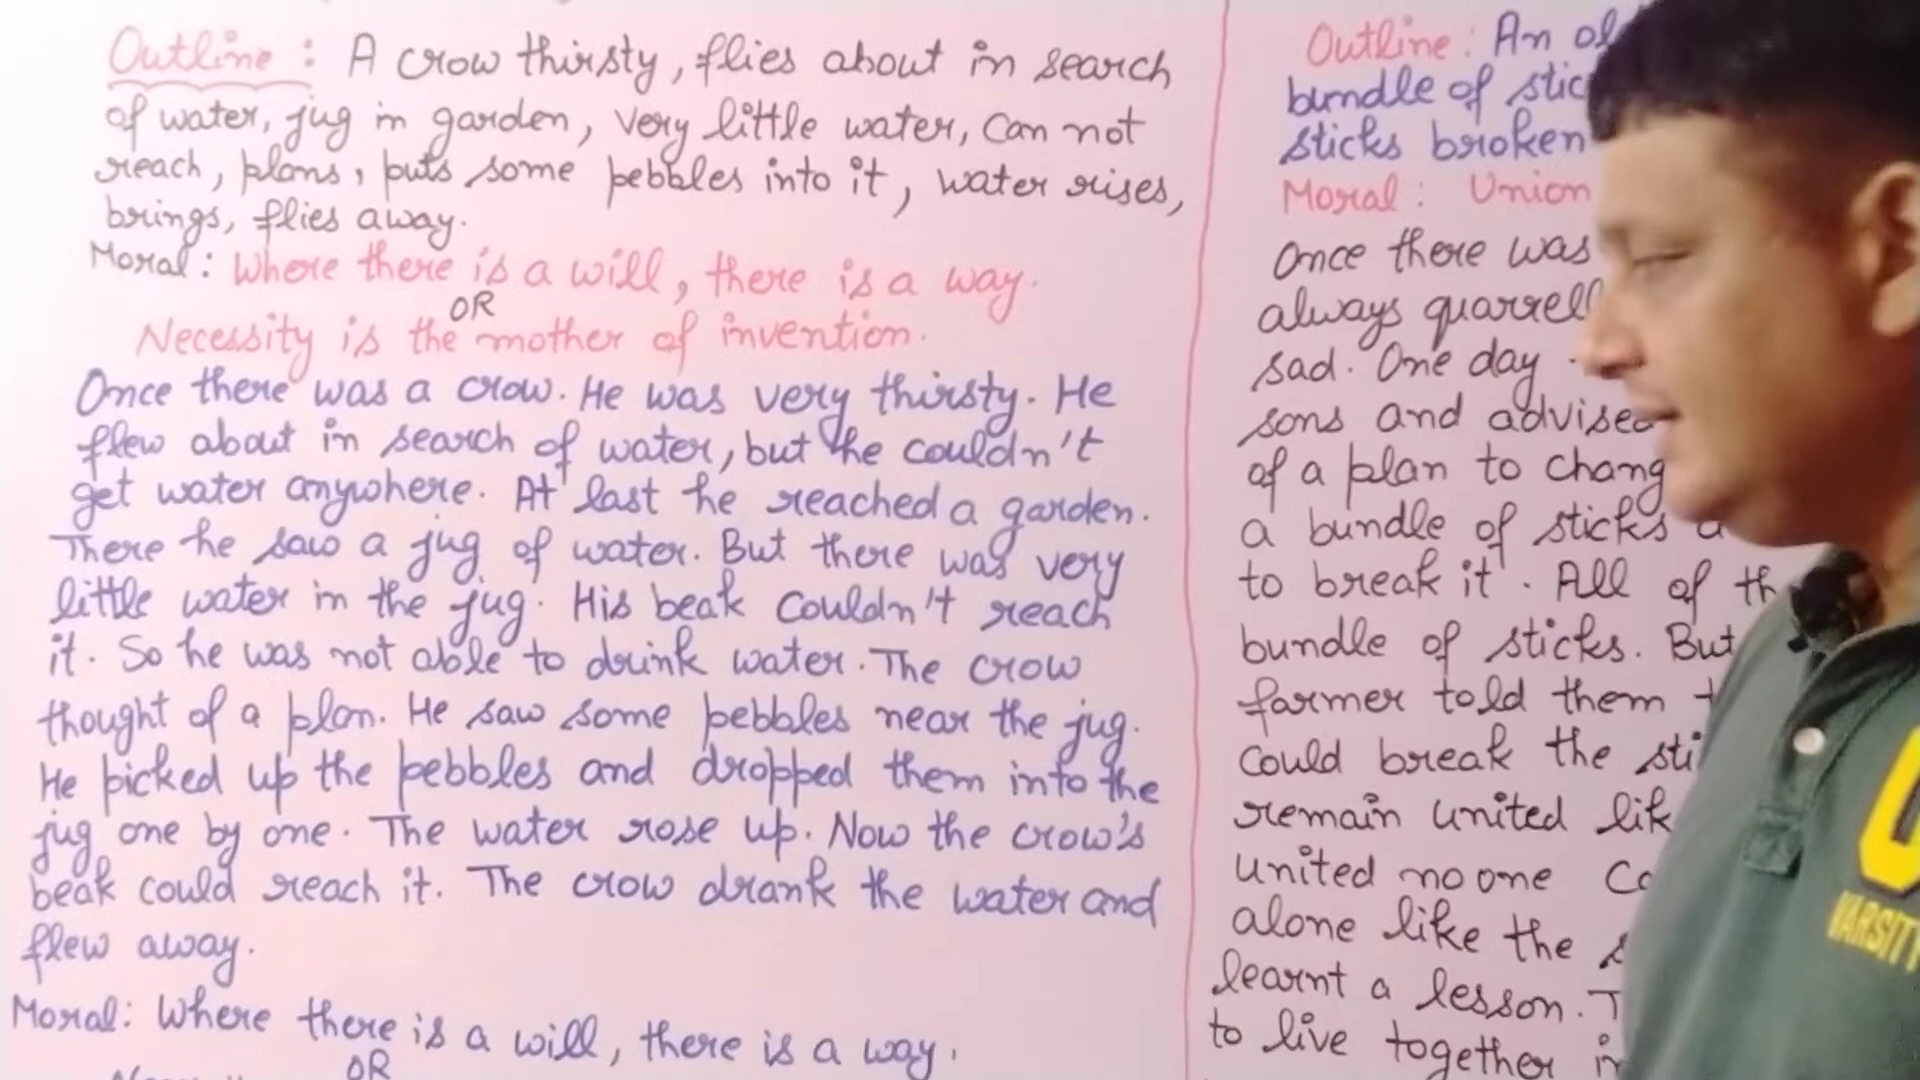 Outline: A crow thirsty, flies about in search
of water, jug in garden, very little water, can not
reach, plans, puts some pebbles into it, water rises,
brings, flies away.
Moral: Where there is a will, there is a way.
OR
Necessity is the mother of invention.
Once there was a crow. He was very thirsty. He
flew about in search of water, but he couldn't
get water anywhere. At last he reached a garden.
There he saw a jug of water. But there was very
little water in the jug. His beak couldn't reach
it. So he was not able to drink water. The crow
thought of a plan. He saw some pebbles near the jug.
He picked up the pebbles and dropped them into the
jug one by one. The water rose up. Now the crow's
beak could reach it. The crow drank the water and
flew away.
Moral: Where there is a will, there is a way.
OR
Outline: An
bundle of
sticks broken
Moral: Union
Once there was
always
sad. One day
sons and
of a plan to
a bundle of sticks
to break it. All of
bundle of sticks. But
farmer told them
could break the
remain united
united no one
alone like the
learnt a lesson.
to live together
VARSITY